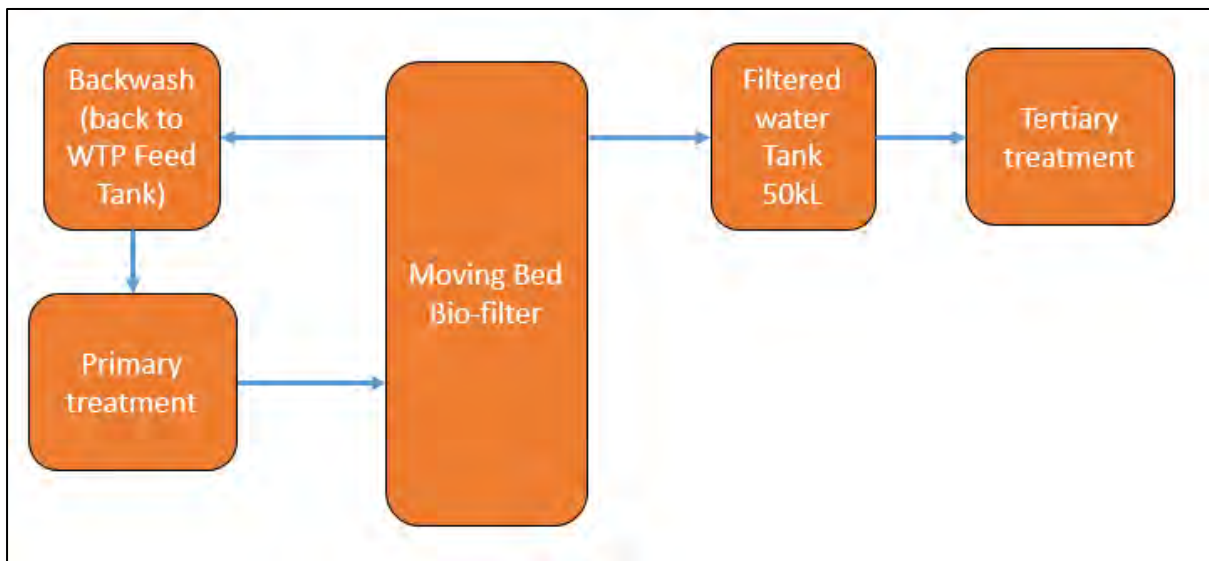 Backwash
(back to
WTP Feed
Tank)
Primary
treatment
Moving Bed
Bio-filter
Filtered
water
Tank
50kL
Tertiary
treatment